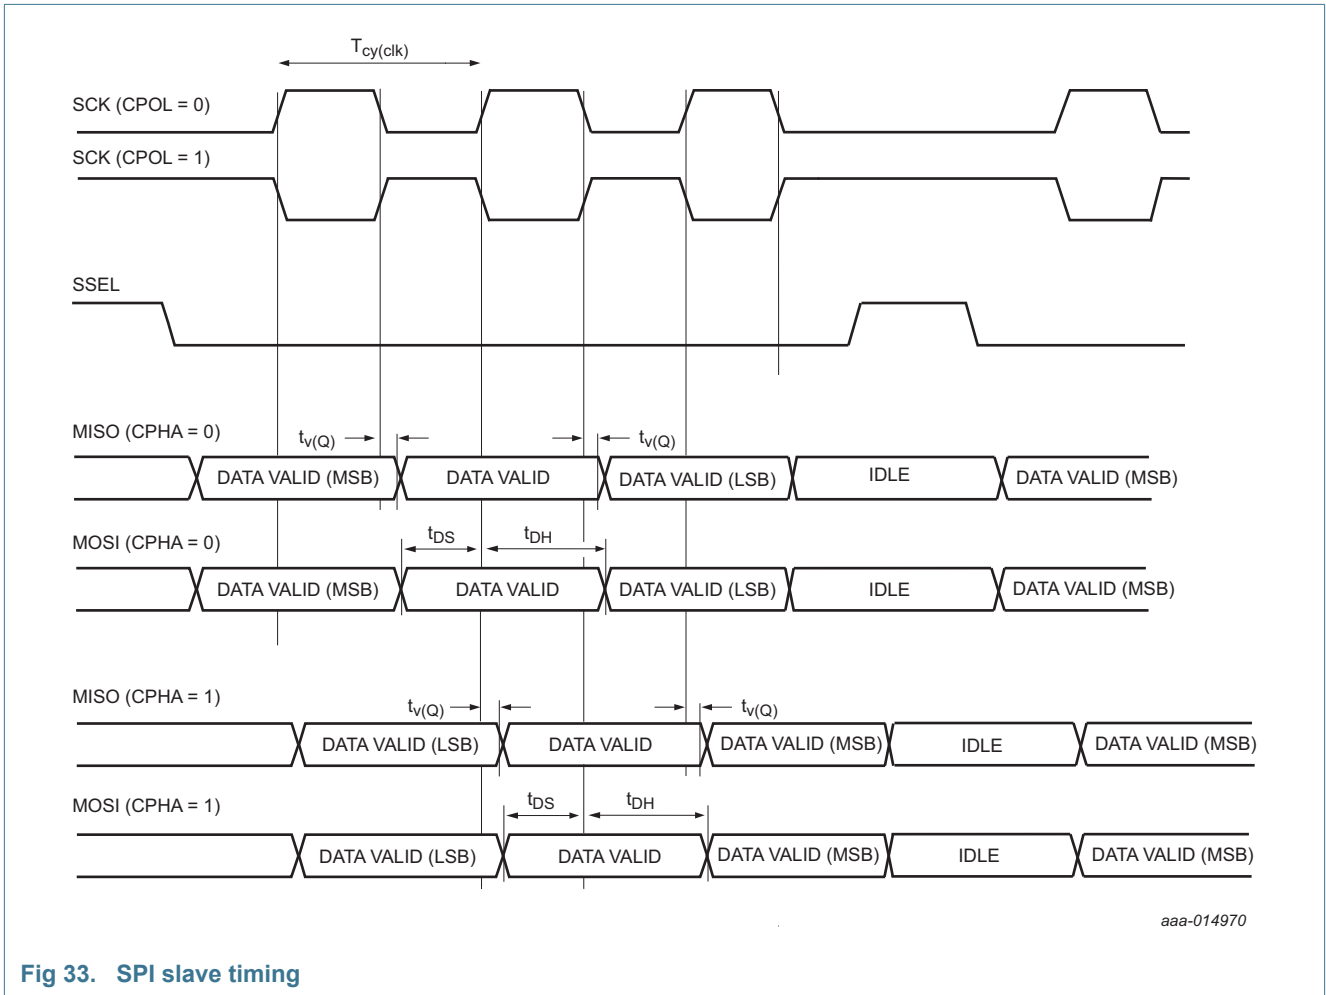 Tcy(clk)
SCK (CPOL = 0)
SCK (CPOL = 1)
SSEL
MISO (CPHA = 0)
tv(Q) tv(Q)
DATA VALID (MSB) DATA VALID DATA VALID (LSB) IDLE DATA VALID (MSB)
MOSI (CPHA = 0)
tDS tDH
DATA VALID (MSB) DATA VALID DATA VALID (LSB) IDLE DATA VALID (MSB)
MISO (CPHA = 1)
tv(Q) tv(Q)
DATA VALID (LSB) DATA VALID DATA VALID (MSB) IDLE DATA VALID (MSB)
MOSI (CPHA = 1)
tDS tDH
DATA VALID (LSB) DATA VALID DATA VALID (MSB) IDLE DATA VALID (MSB)
aaa-014970
Fig 33. SPI slave timing